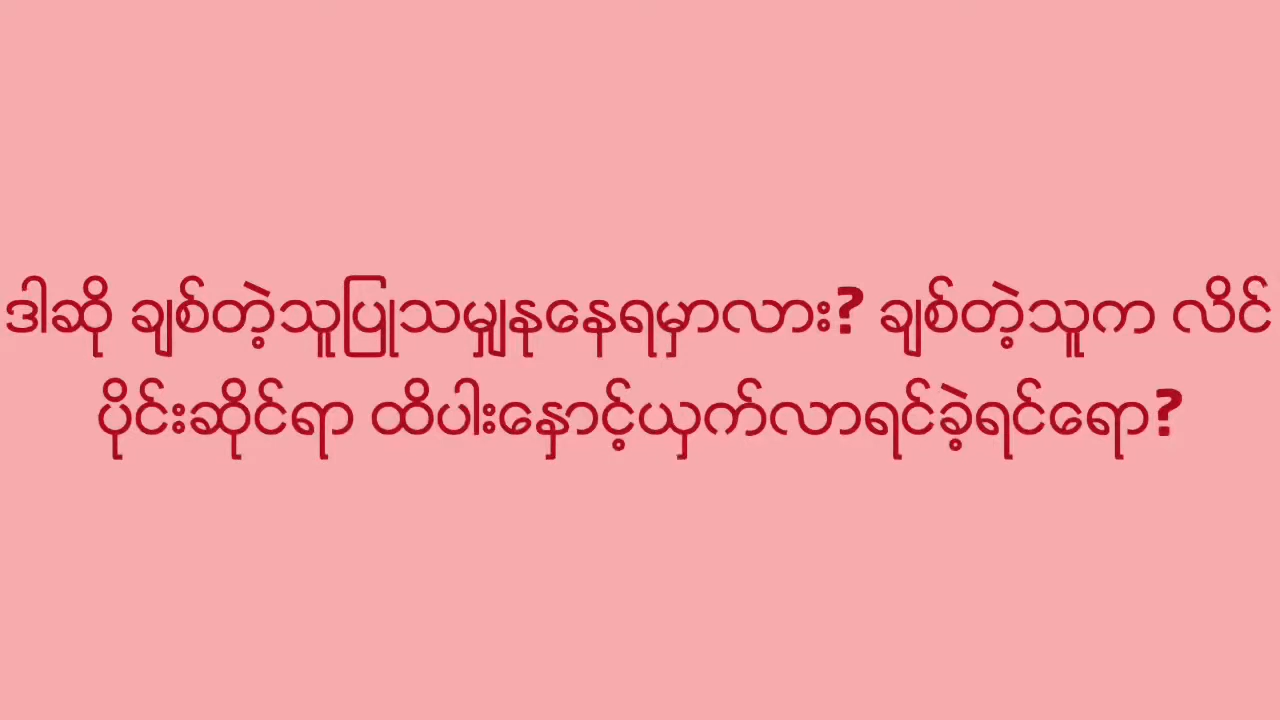 ဒါဆို ချစ်တဲ့သူပြုသမျှနုနေရမှာလား? ချစ်တဲ့သူက လိင်
ပိုင်းဆိုင်ရာ ထိပါးနှောင့်ယှက်လာရင်ခဲ့ရင်ရော?